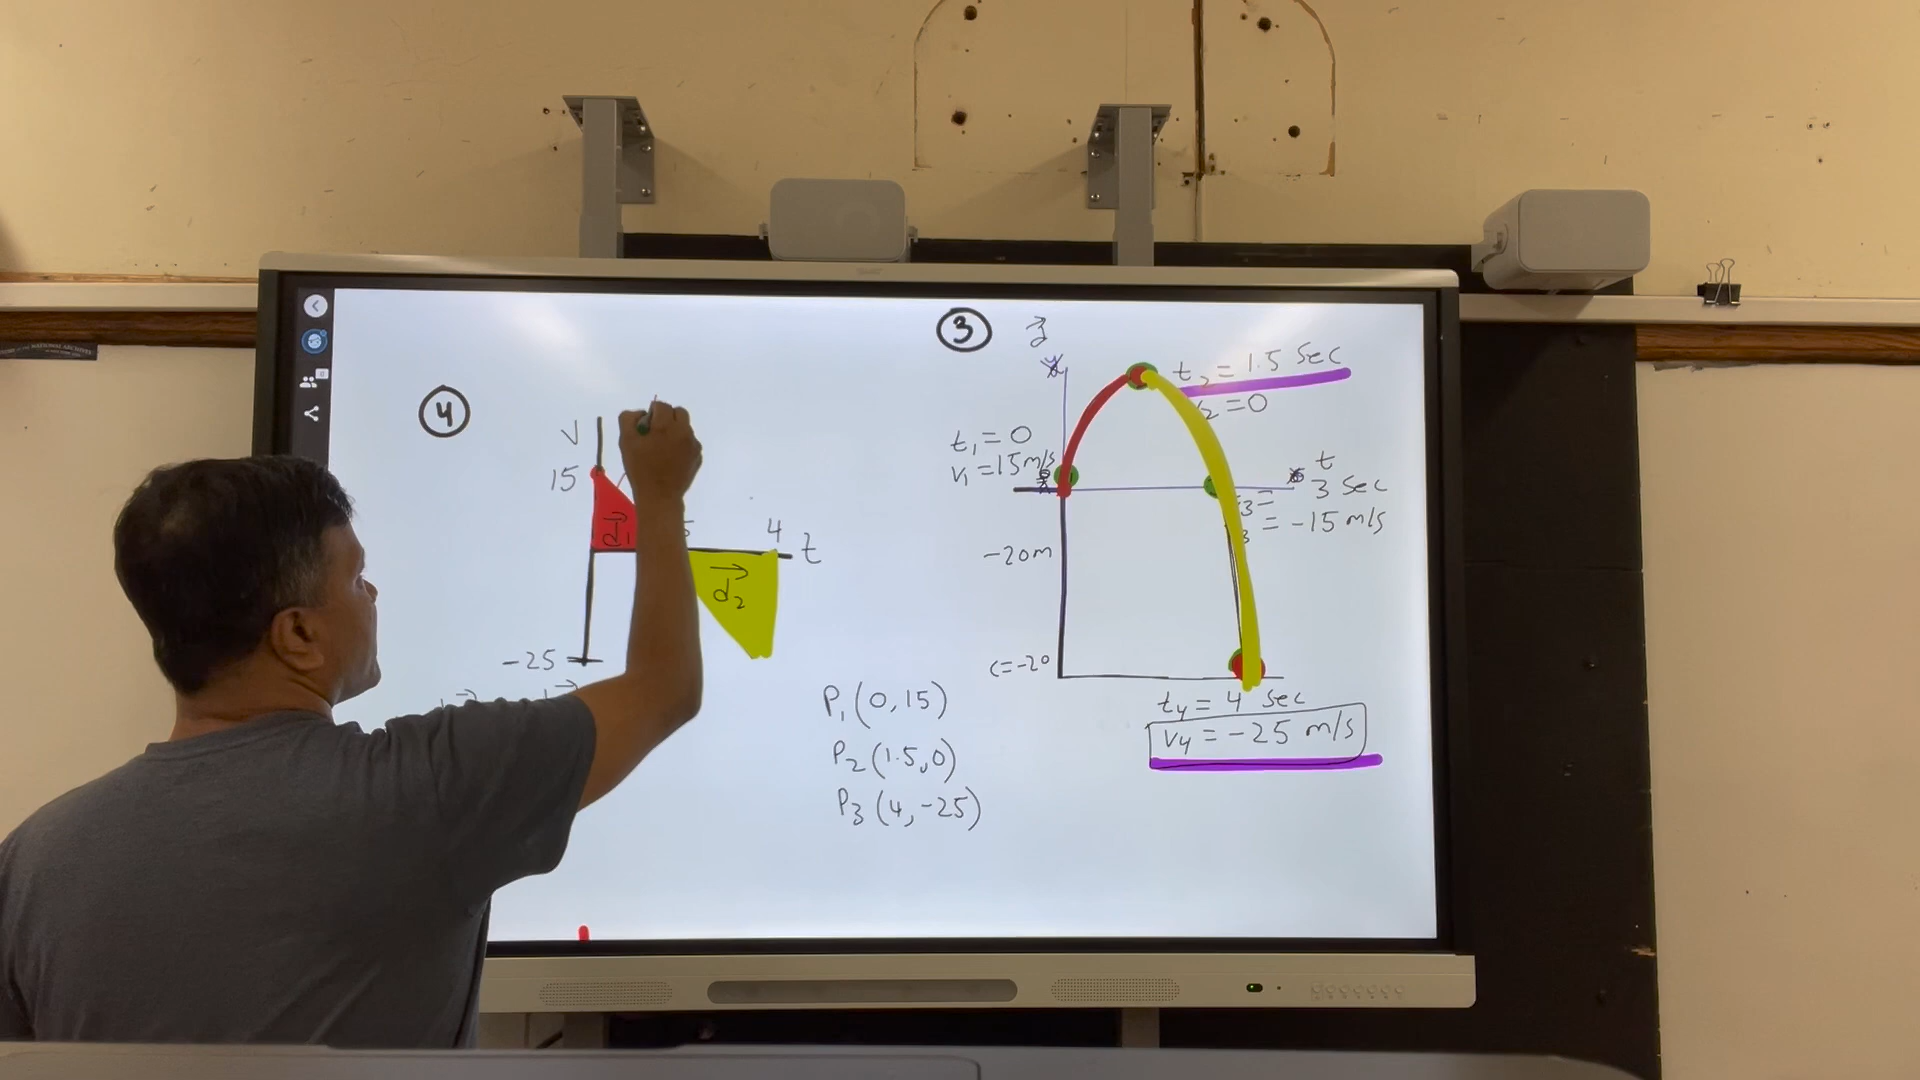 4
V
15
d1
4
t
d2
-25
P1 (0,15)
P2 (1.5,0)
P3 (4,-25)
3
t2 = 1.5 Sec
= 0
t1 = 0
V1 = 15 m/s
t
3 Sec
= -15 m/s
-20m
C=-20
t4 = 4 Sec
V4 = -25 m/s